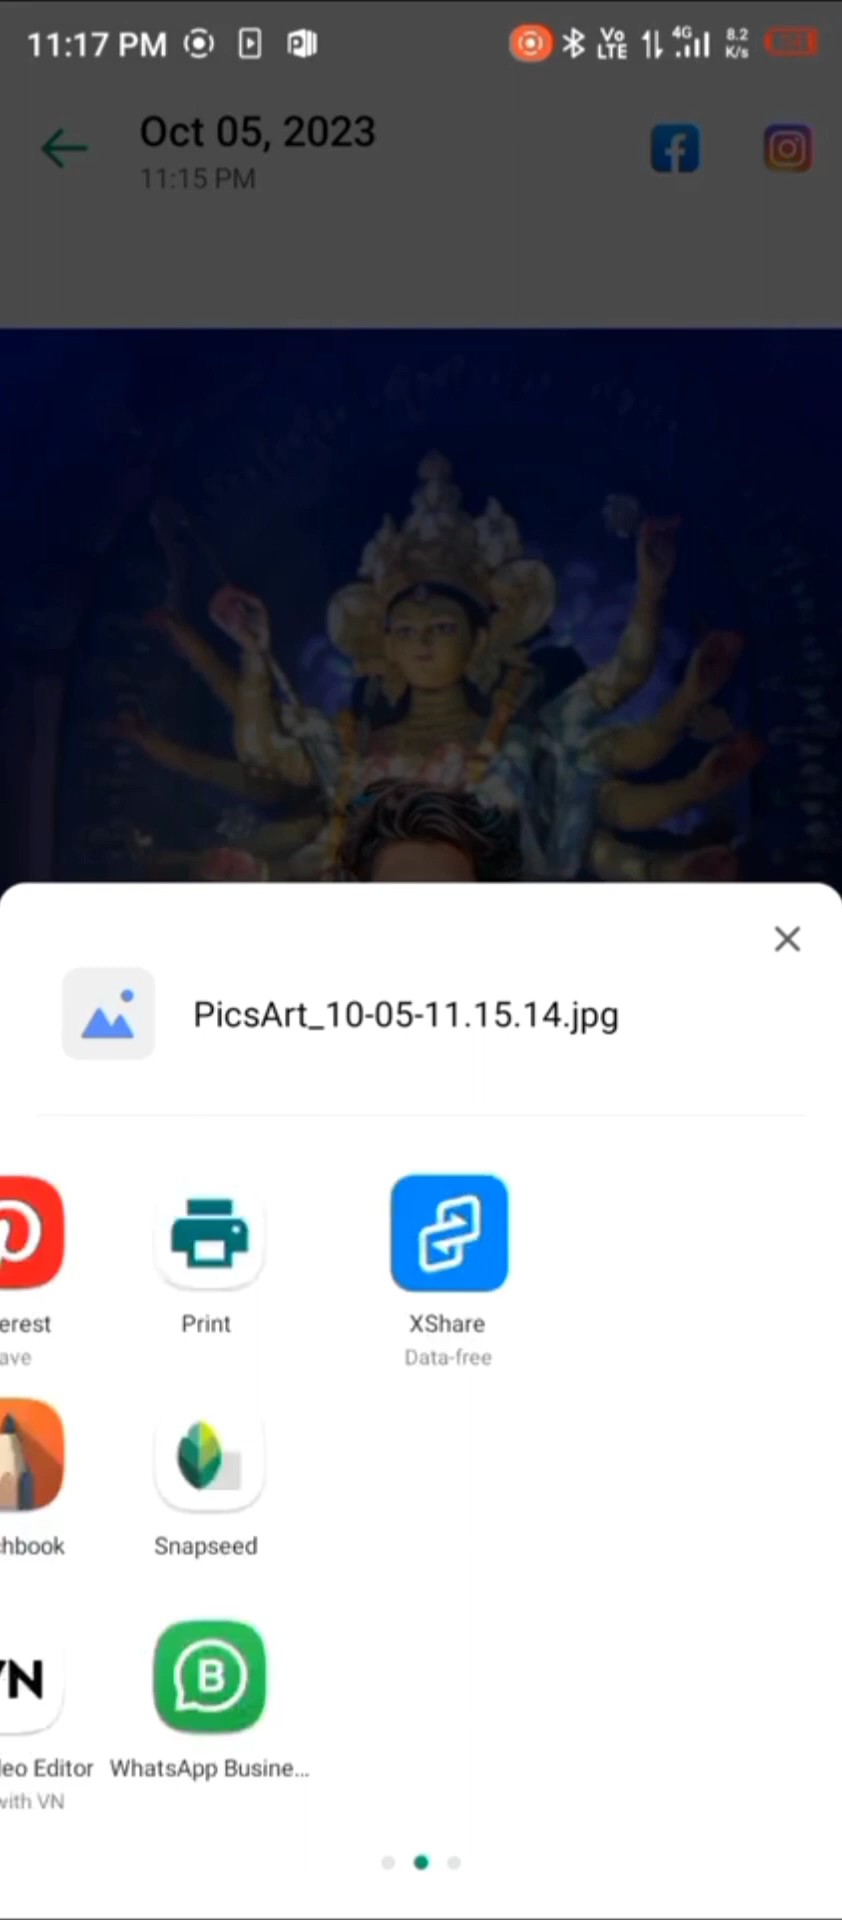 11:17 PM
Vo LTE 4G 8.2 K/s
Oct 05, 2023
11:15 PM
PicsArt_10-05-11.15.14.jpg
erest Print XShare
ave Data-free
hbook Snapseed
B
VN
leo Editor WhatsApp Busine...
with VN